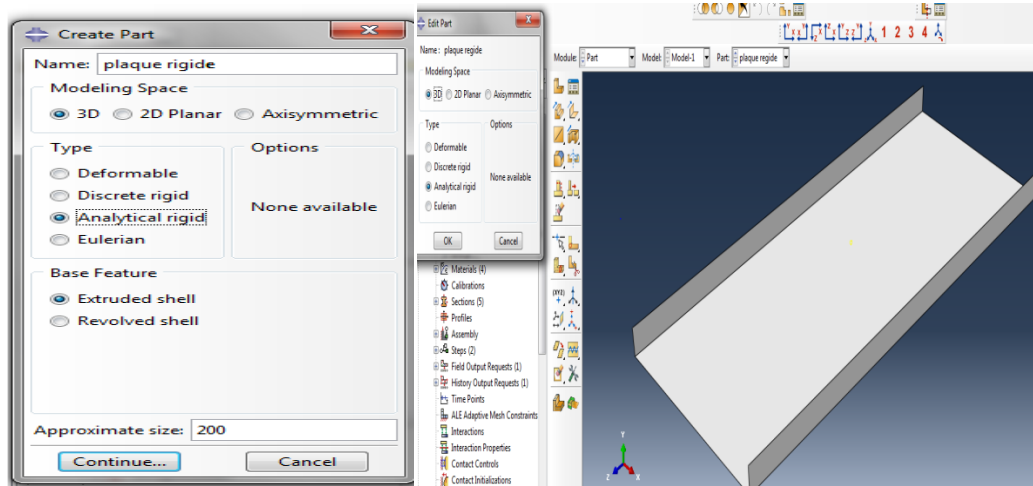 Create Part
Name: plaque rigide
Modeling Space
3D 2D Planar Axisymmetric
Type
Deformable
Discrete rigid
Analytical rigid
Eulerian
Options
None available
Base Feature
Extruded shell
Revolved shell
Approximate size: 200
Continue... Cancel
Edit Part
Name: plaque regide
Modeling Space
3D 2D Planar Axisymmetric
Type
Deformable
Discrete rigid
Analytical rigid
Eulerian
Options
None available
OK Cancel
Materials (4)
Calibrations
Sections (5)
Profiles
Assembly
Steps (2)
Field Output Requests (1)
History Output Requests (1)
Time Points
ALE Adaptive Mesh Constraints
Interactions
Interaction Properties
Contact Controls
Contact Initializations
1 2 3 4
Module: Part Model: Model-1 Part: plaque regide
Y
Z X